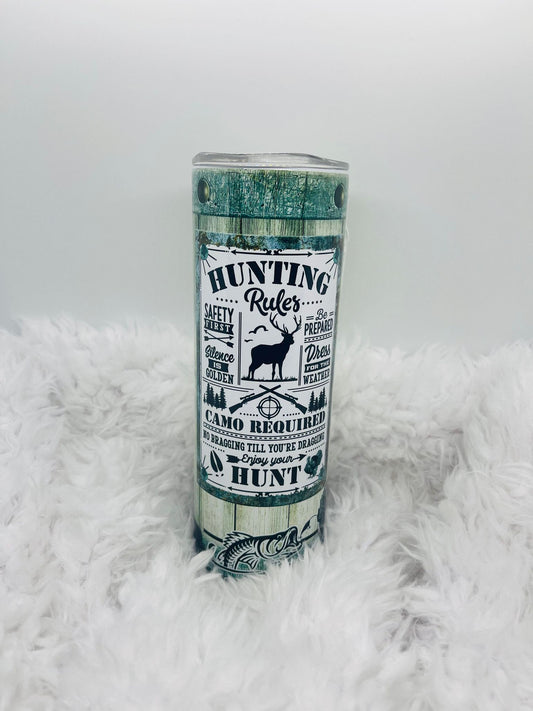 HUNTING
Rules
SAFETY
FIRST
Be
PREPARED
Silence
IS
GOLDEN
Dress
FOR THE
WEATHER
CAMO REQUIRED
NO BRAGGING TILL YOU'RE DRAGGING
Enjoy your
HUNT